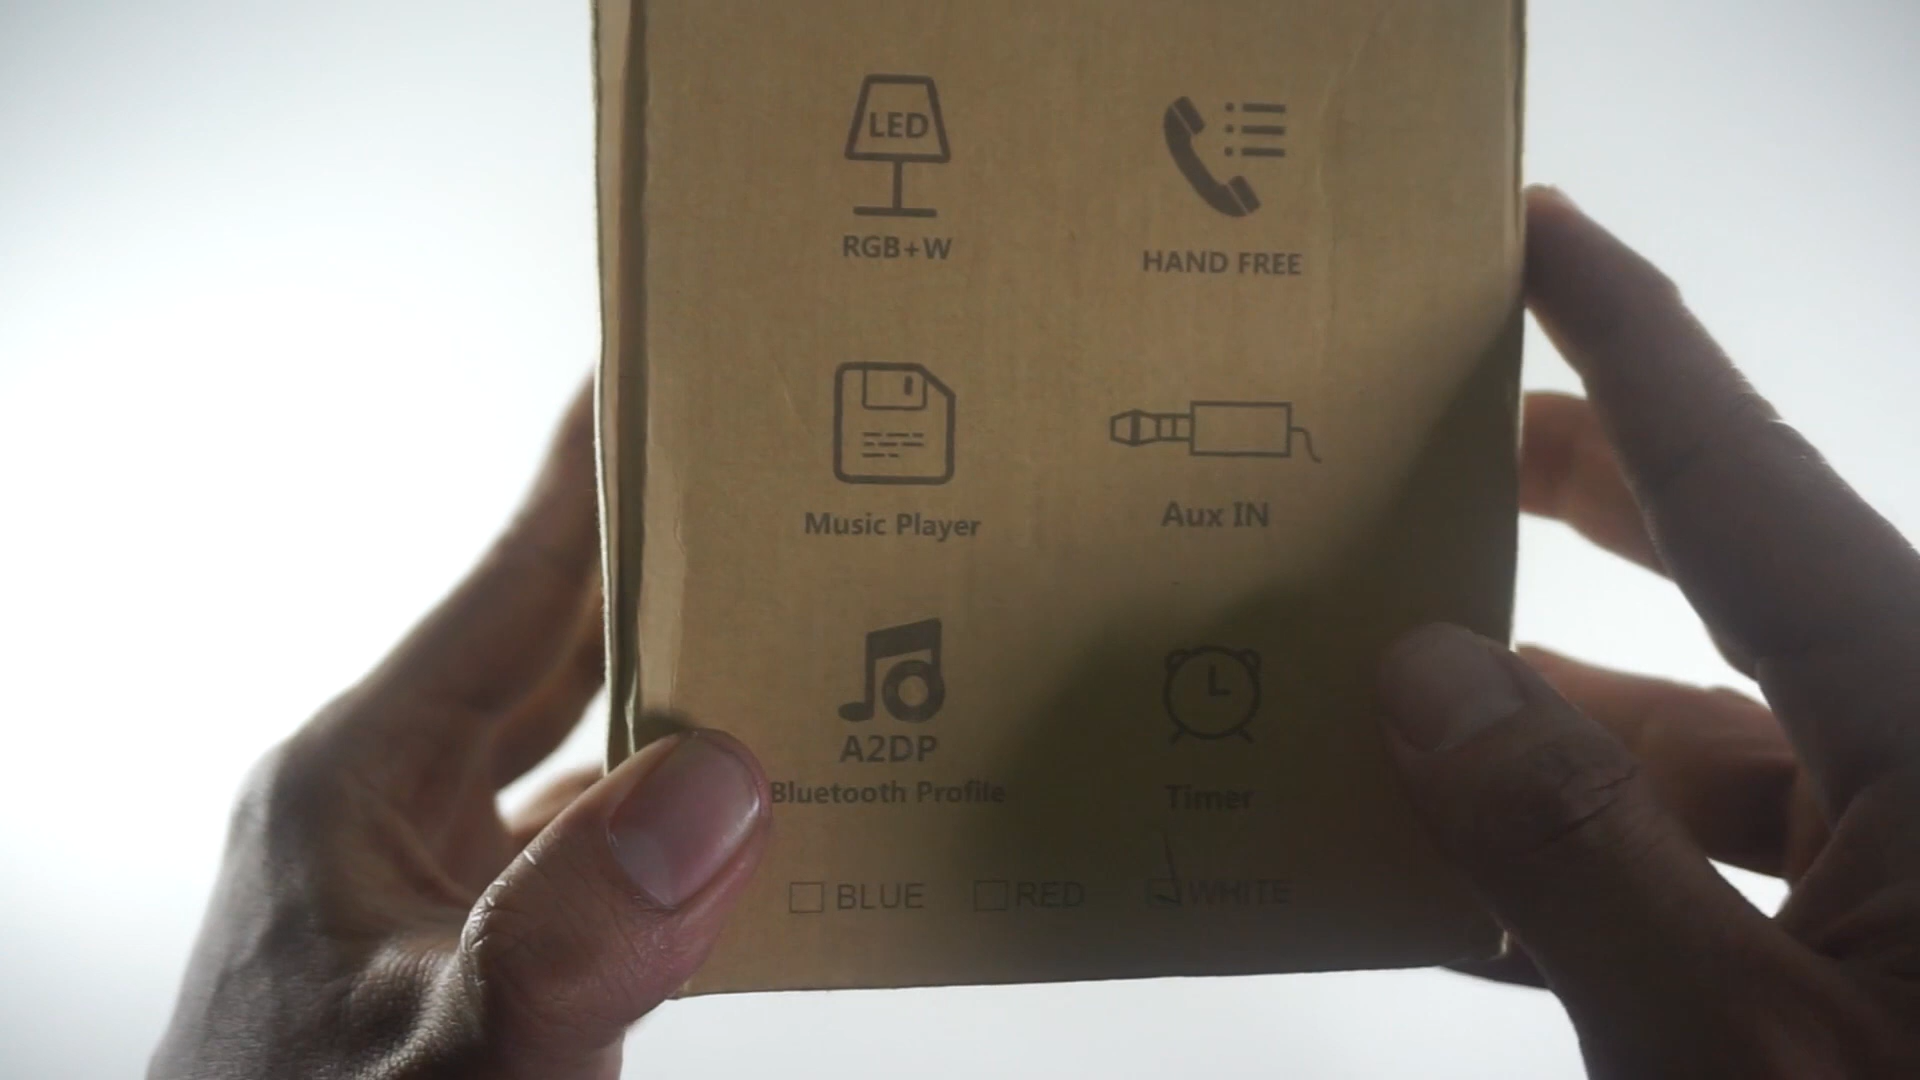 LED
RGB+W
HAND FREE
Music Player
Aux IN
A2DP
Bluetooth Profile
Timer
BLUE RED WHITE